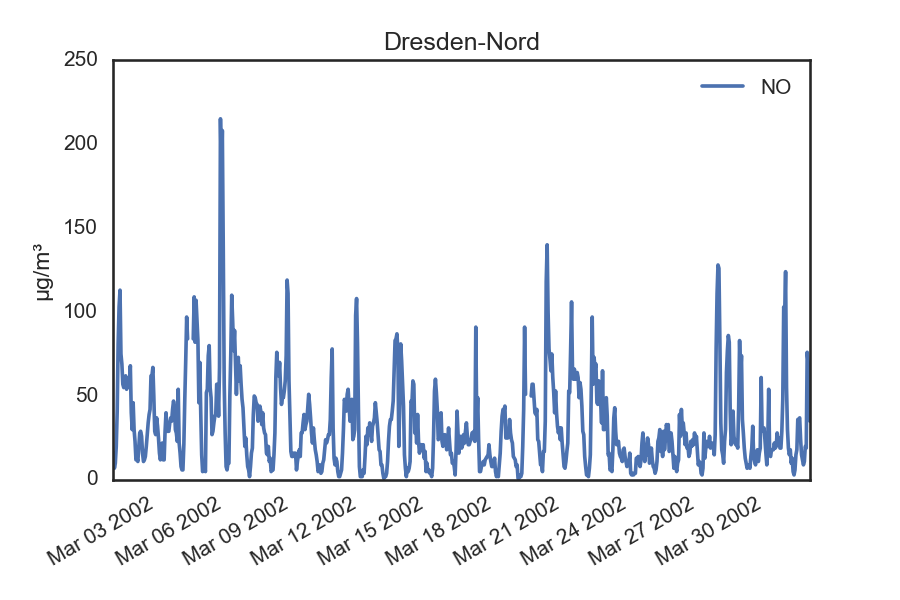 Dresden-Nord
NO
µg/m³
250
200
150
100
50
0
Mar 03 2002
Mar 06 2002
Mar 09 2002
Mar 12 2002
Mar 15 2002
Mar 18 2002
Mar 21 2002
Mar 24 2002
Mar 27 2002
Mar 30 2002